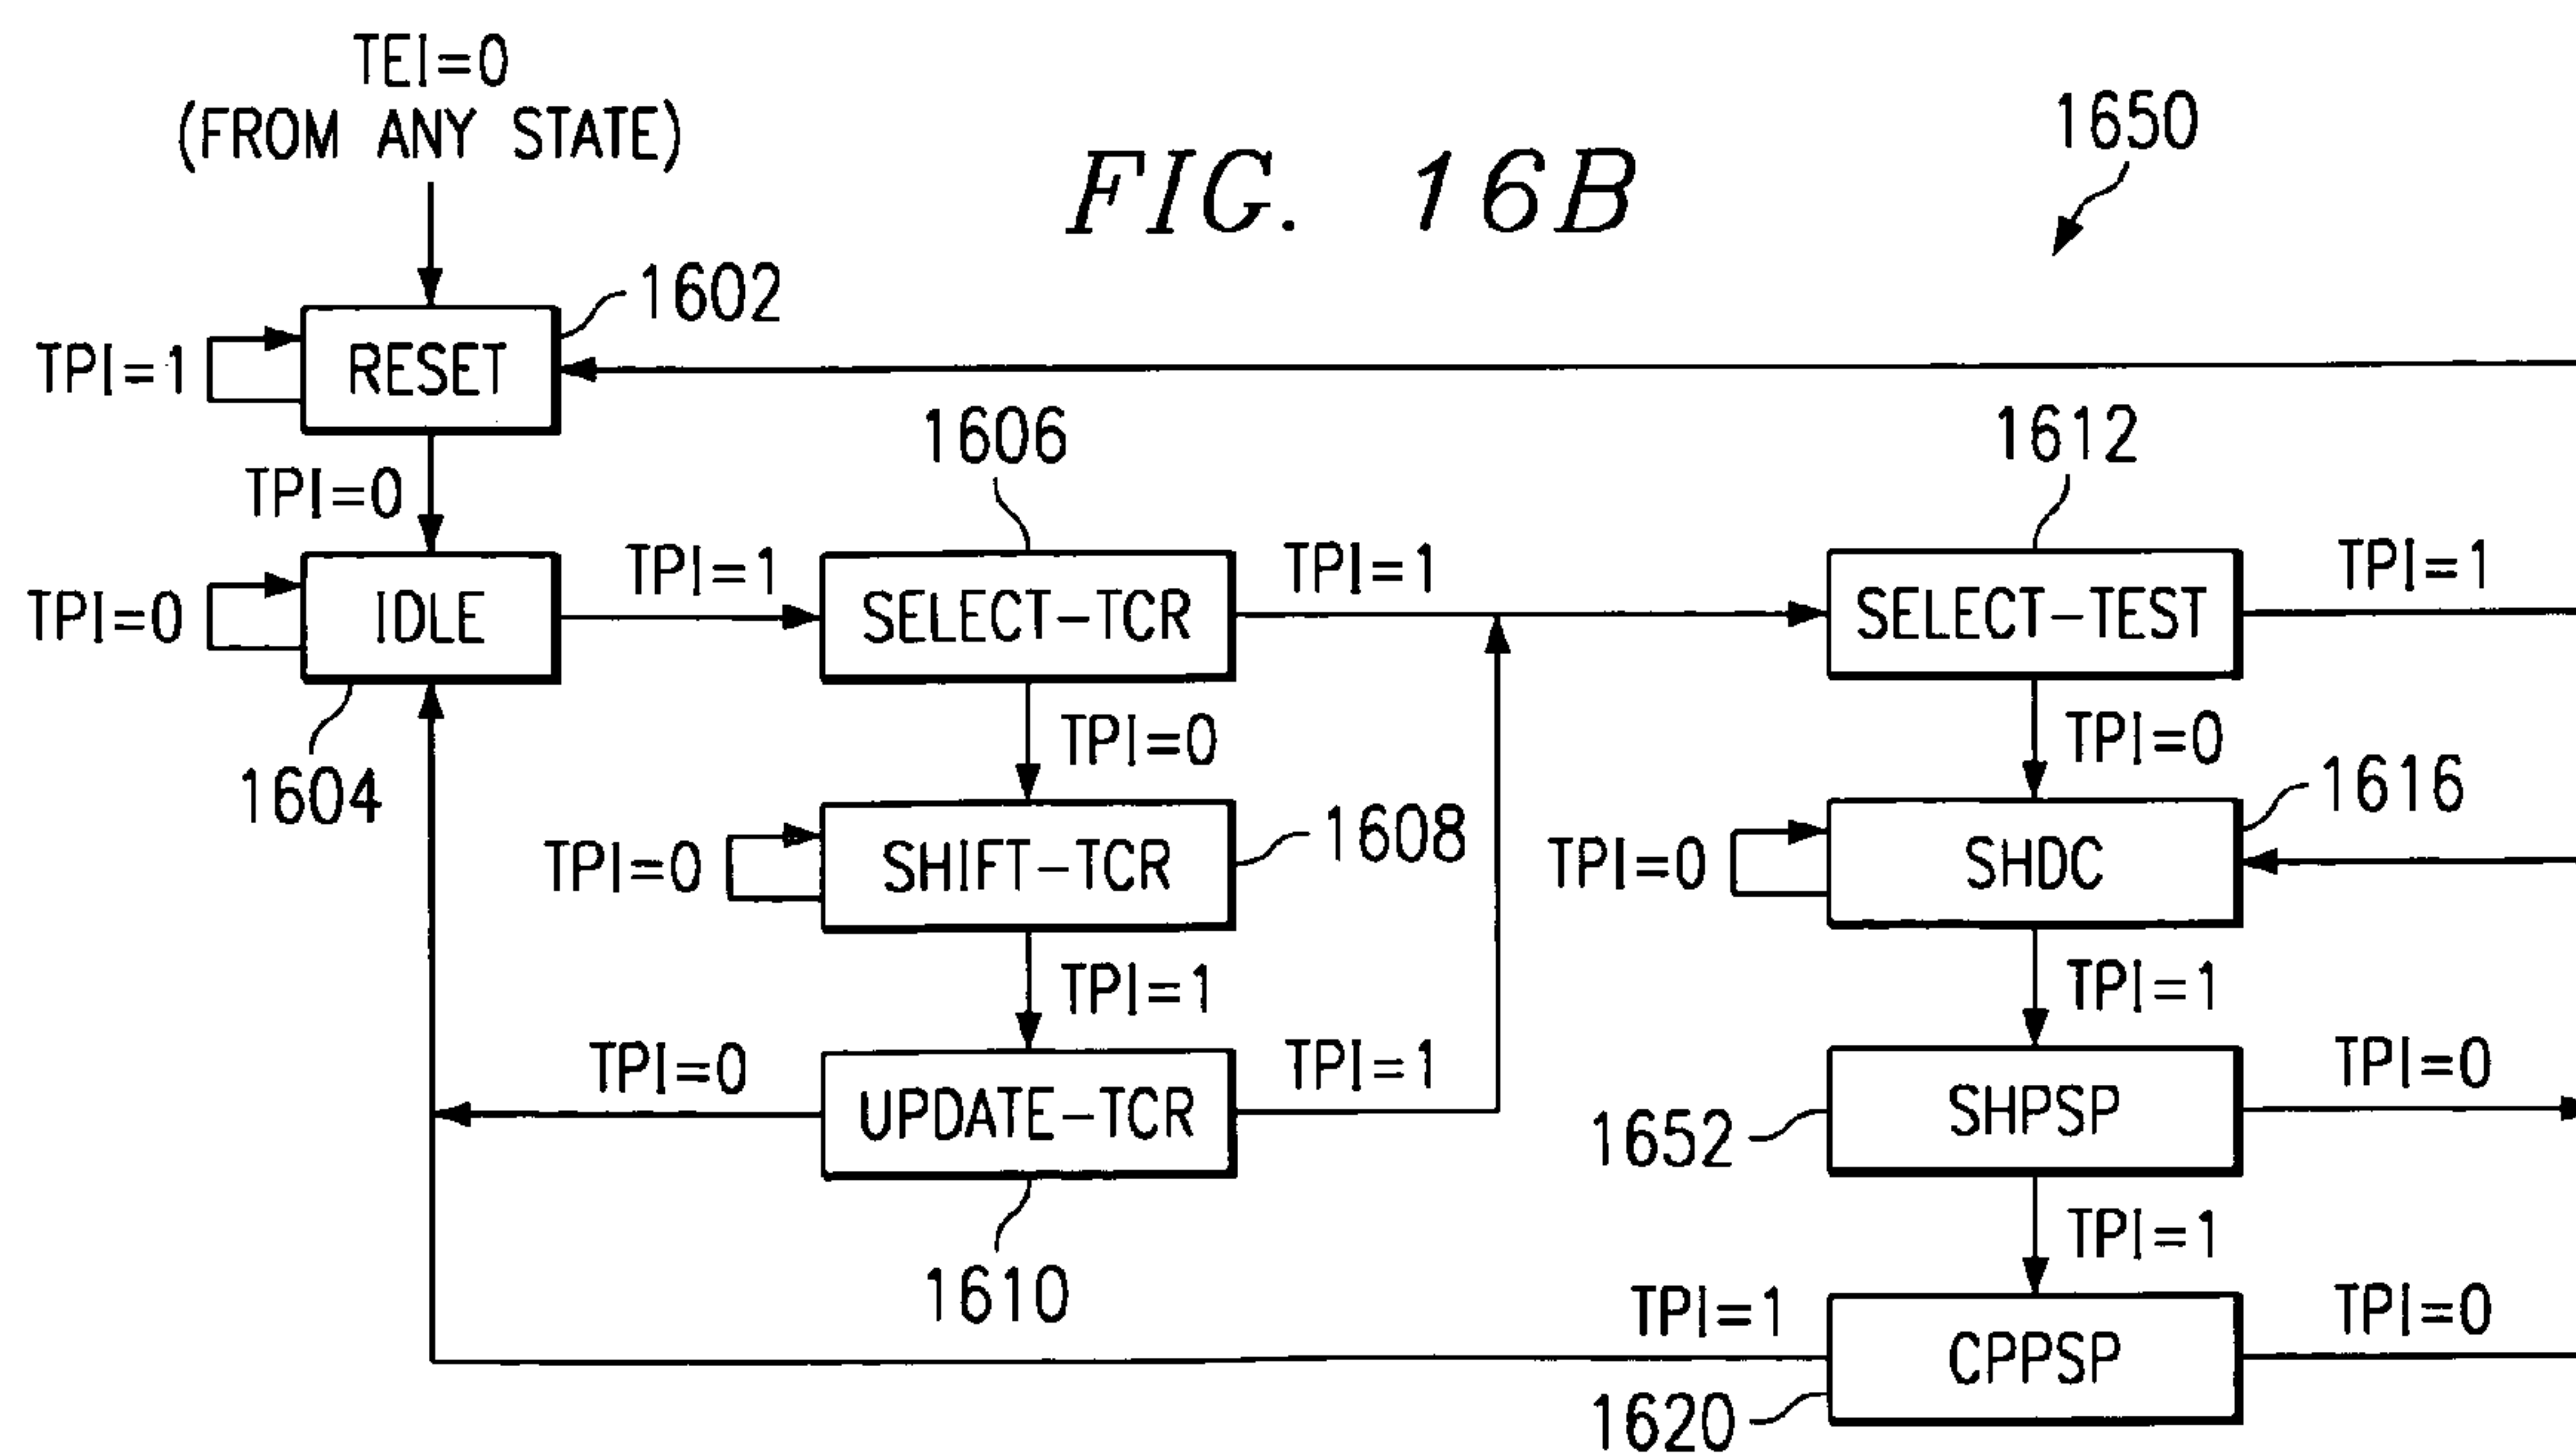 TEI=0
(FROM ANY STATE)
FIG. 16B
1650
1602
TPI=1
RESET
1606
1612
TPI=0
TPI=0
IDLE
TPI=1
SELECT-TCR
TPI=1
SELECT-TEST
TPI=1
1604
TPI=0
TPI=0
1616
TPI=0
SHIFT-TCR
1608
TPI=0
SHDC
TPI=1
TPI=1
TPI=0
UPDATE-TCR
TPI=1
1652
SHPSP
TPI=0
1610
TPI=1
TPI=1
CPPSP
TPI=0
1620